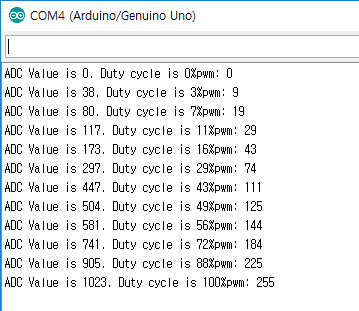 COM4 (Arduino/Genuino Uno)
ADC Value is 0. Duty cycle is 0%pwm: 0
ADC Value is 38. Duty cycle is 3%pwm: 9
ADC Value is 80. Duty cycle is 7%pwm: 19
ADC Value is 117. Duty cycle is 11%pwm: 29
ADC Value is 173. Duty cycle is 16%pwm: 43
ADC Value is 297. Duty cycle is 29%pwm: 74
ADC Value is 447. Duty cycle is 43%pwm: 111
ADC Value is 504. Duty cycle is 49%pwm: 125
ADC Value is 581. Duty cycle is 56%pwm: 144
ADC Value is 741. Duty cycle is 72%pwm: 184
ADC Value is 905. Duty cycle is 88%pwm: 225
ADC Value is 1023. Duty cycle is 100%pwm: 255